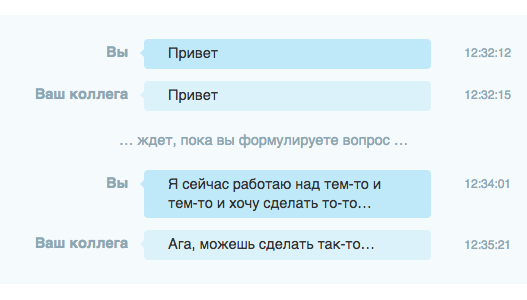 Вы Привет 12:32:12
Ваш коллега Привет 12:32:15
... ждет, пока вы формулируете вопрос ...
Вы Я сейчас работаю над тем-то и 12:34:01
тем-то и хочу сделать то-то...
Ваш коллега Ага, можешь сделать так-то... 12:35:21